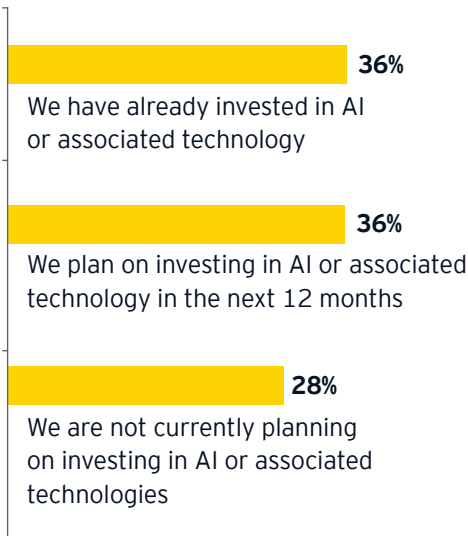 36%
We have already invested in AI
or associated technology
36%
We plan on investing in AI or associated
technology in the next 12 months
28%
We are not currently planning
on investing in AI or associated
technologies